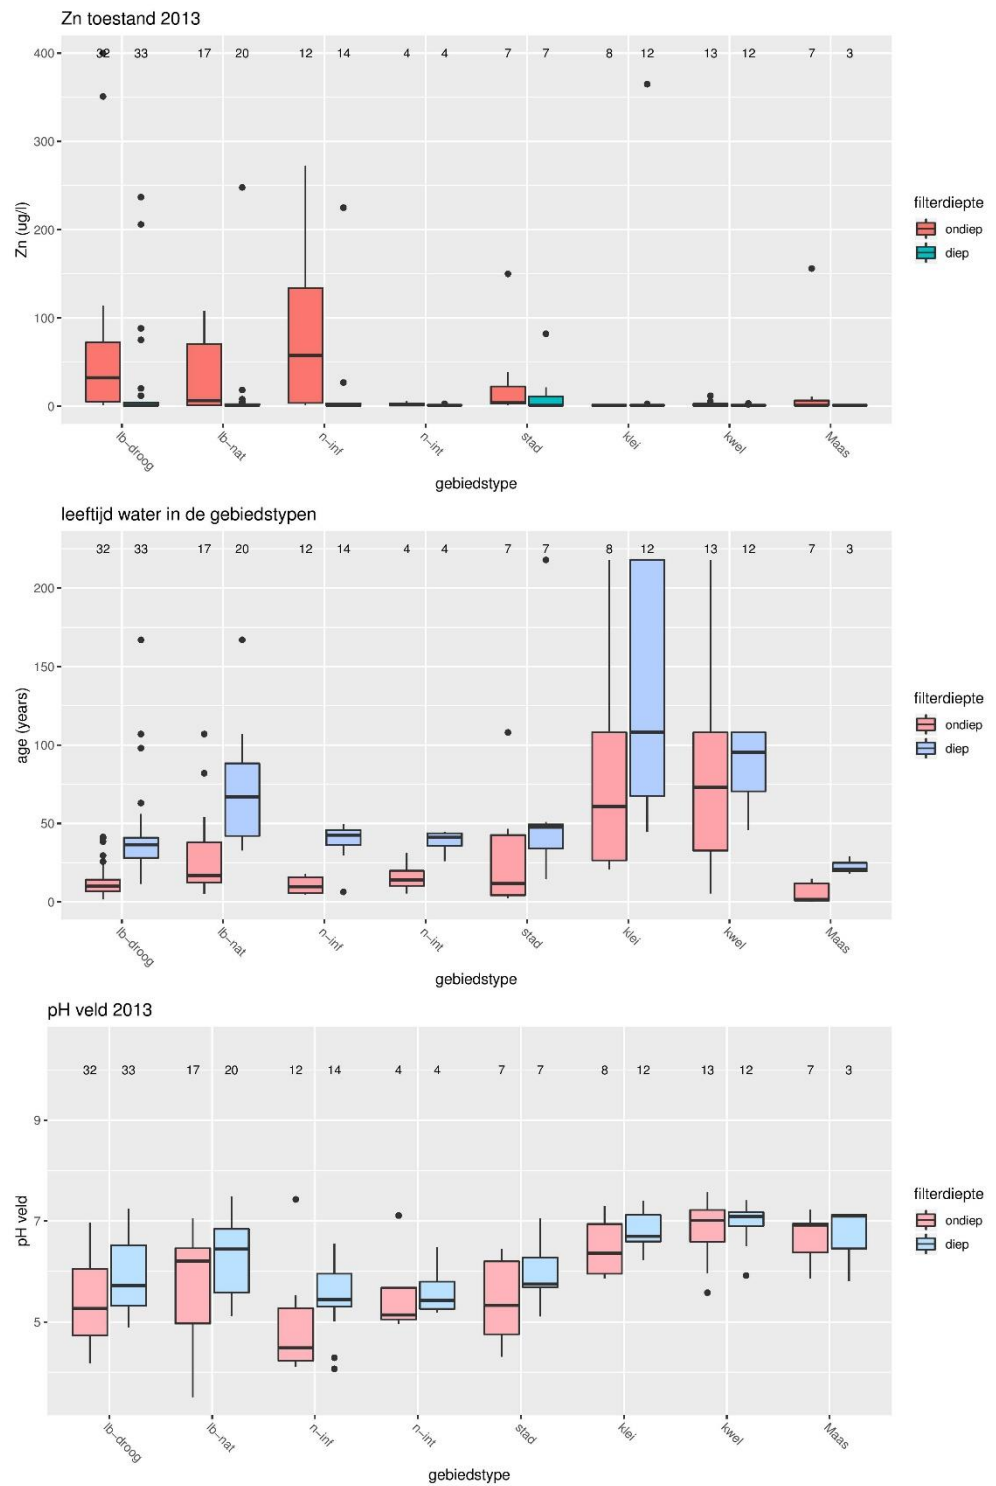 Zn toestand 2013
32 33 17 20 12 14 4 4 7 7 8 12 13 12 7 3
400
300
200
100
0
Zn (ug/l)
lb-droog lb-nat n-inf n-int stad klei kwel Maas
gebiedstype
filterdiepte
ondiep
diep
leeftijd water in de gebiedstypen
32 33 17 20 12 14 4 4 7 7 8 12 13 12 7 3
200
150
100
50
0
age (years)
lb-droog lb-nat n-inf n-int stad klei kwel Maas
gebiedstype
filterdiepte
ondiep
diep
pH veld 2013
32 33 17 20 12 14 4 4 7 7 8 12 13 12 7 3
9
7
5
pH veld
lb-droog lb-nat n-inf n-int stad klei kwel Maas
gebiedstype
filterdiepte
ondiep
diep